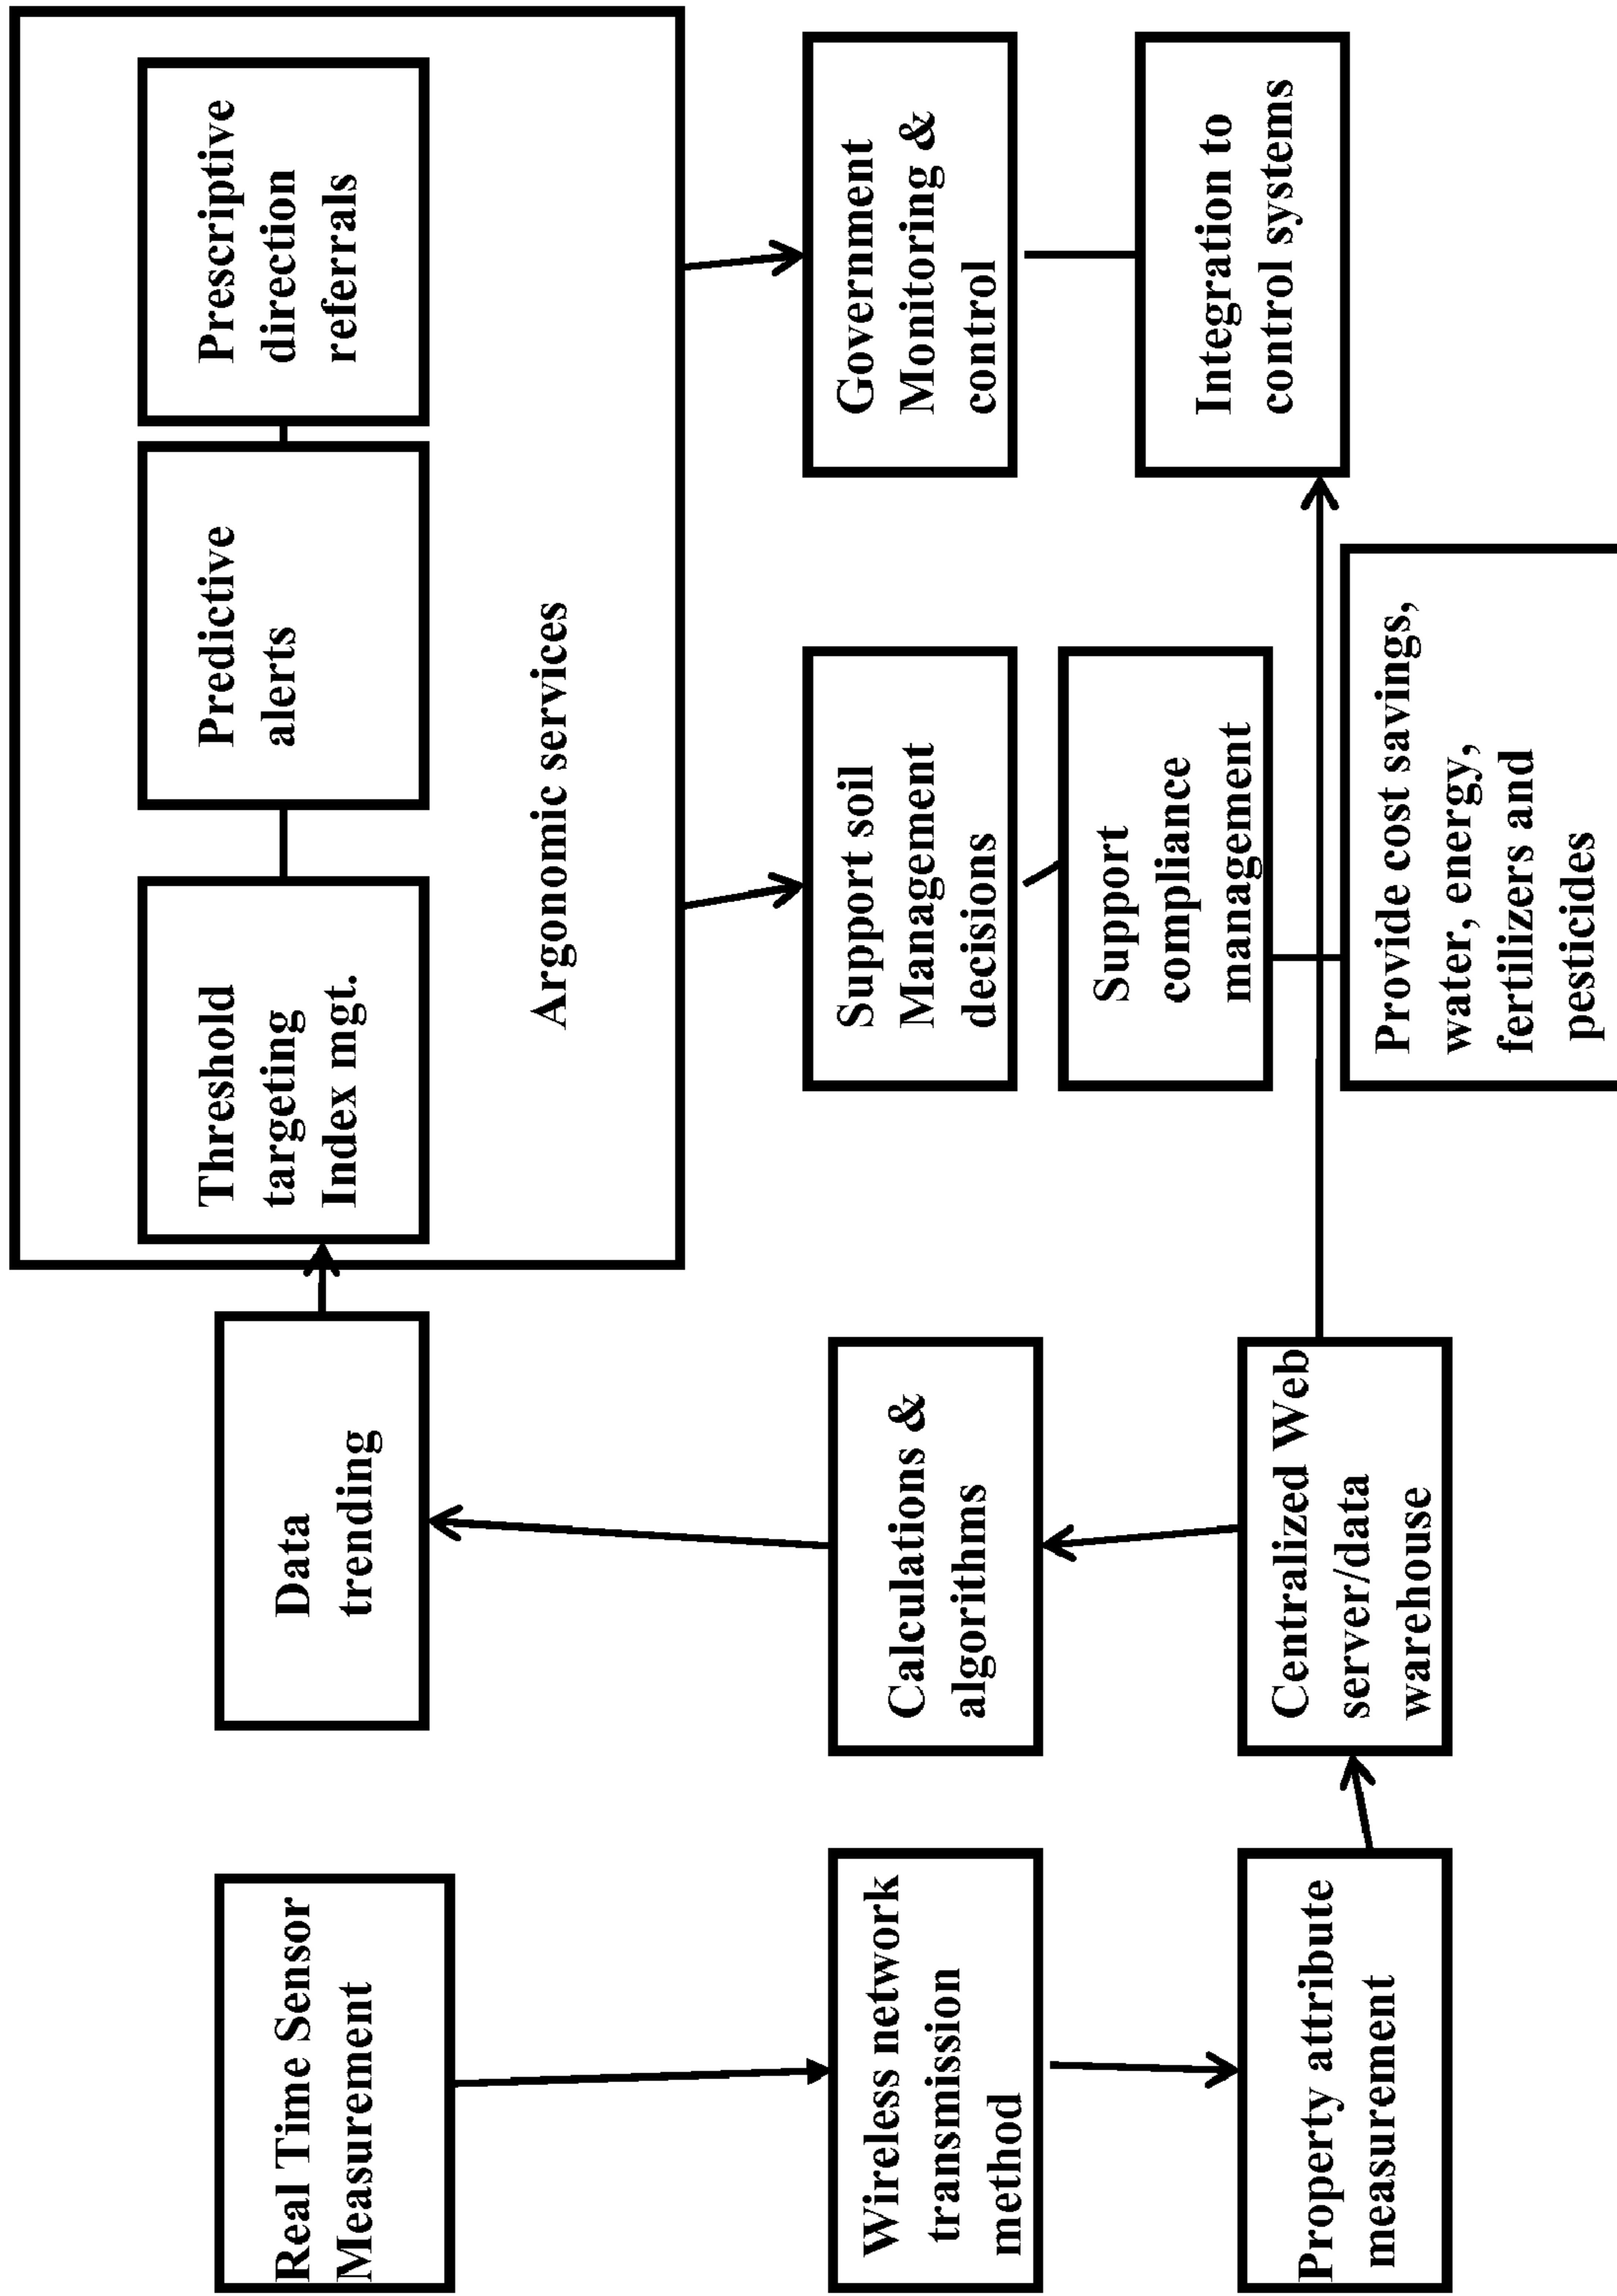 Real Time Sensor
Measurement
Wireless network
transmission
method
Property attribute
measurement
Centralized Web
server/data
warehouse
Calculations &
algorithms
Data
trending
Threshold
targeting
Index mgt.
Predictive
alerts
Prescriptive
direction
referrals
Argonomic services
Support soil
Management
decisions
Support
compliance
management
Provide cost savings,
water, energy,
fertilizers and
pesticides
Government
Monitoring &
control
Integration to
control systems